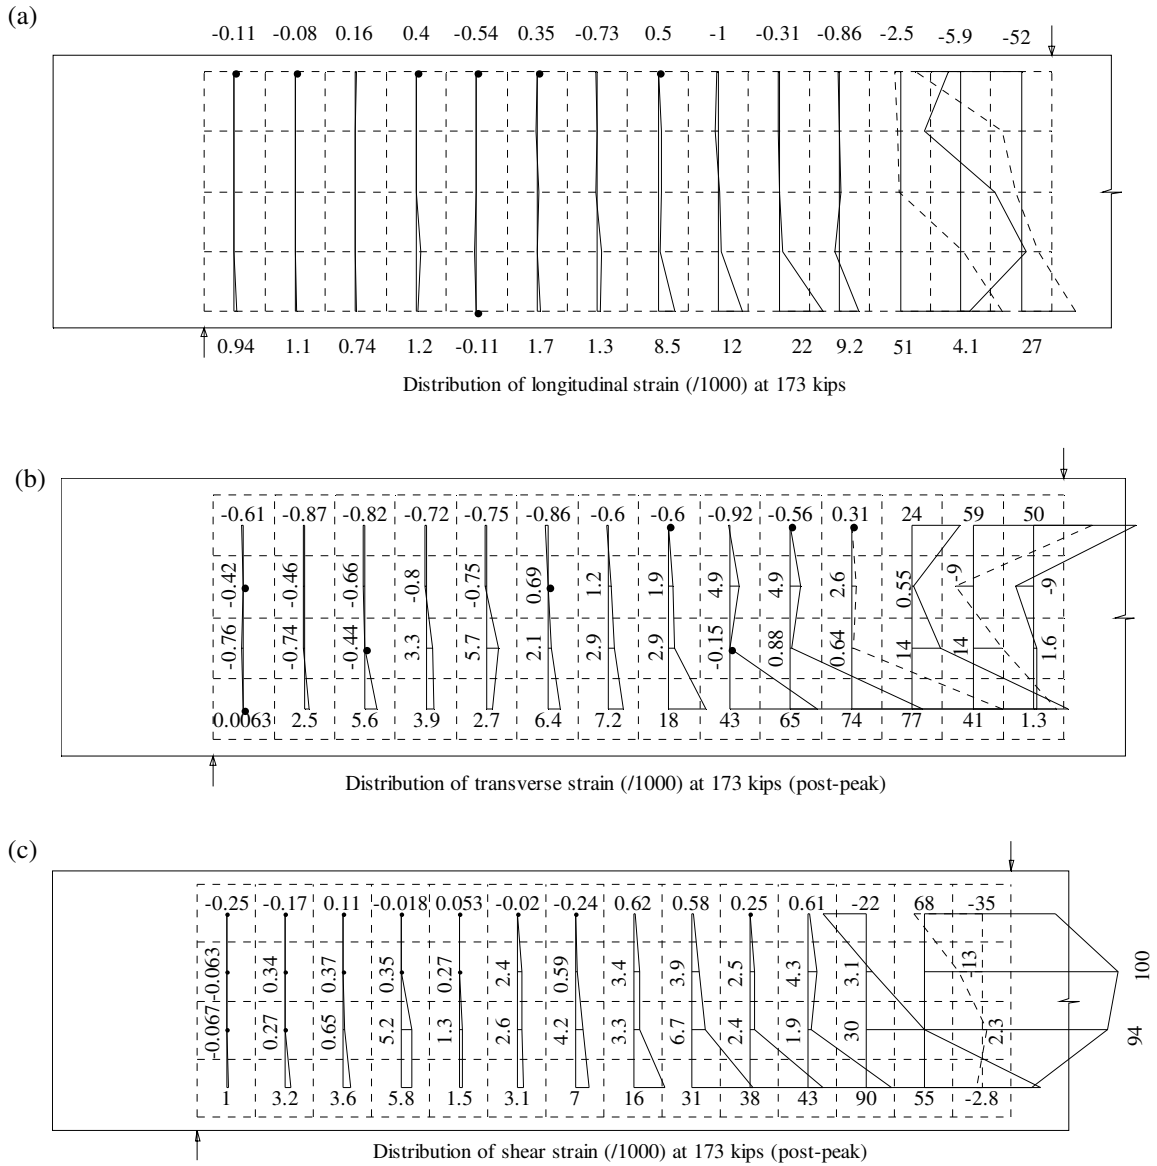 (a)
-0.11 -0.08 0.16 0.4 -0.54 0.35 -0.73 0.5 -1 -0.31 -0.86 -2.5 -5.9 -52
0.94 1.1 0.74 1.2 -0.11 1.7 1.3 8.5 12 22 9.2 51 4.1 27
Distribution of longitudinal strain (/1000) at 173 kips
(b)
-0.61 -0.87 -0.82 -0.72 -0.75 -0.86 -0.6 -0.6 -0.92 -0.56 0.31 24 59 50
-0.42 -0.46 -0.66 -0.8 -0.75 0.69 1.2 1.9 4.9 4.9 2.6 0.55 -9 -9
-0.76 -0.74 -0.44 3.3 5.7 2.1 2.9 2.9 -0.15 0.88 0.64 14 14 1.6
0.0063 2.5 5.6 3.9 2.7 6.4 7.2 18 43 65 74 77 41 1.3
Distribution of transverse strain (/1000) at 173 kips (post-peak)
(c)
-0.25 -0.17 0.11 -0.018 0.053 -0.02 -0.24 0.62 0.58 0.25 0.61 -22 68 -35
-0.063 0.34 0.37 0.35 0.27 2.4 0.59 3.4 3.9 2.5 4.3 3.1 -13 100
-0.067 0.27 0.65 5.2 1.3 2.6 4.2 3.3 6.7 2.4 1.9 30 2.3 94
1 3.2 3.6 5.8 1.5 3.1 7 16 31 38 43 90 55 -2.8
Distribution of shear strain (/1000) at 173 kips (post-peak)